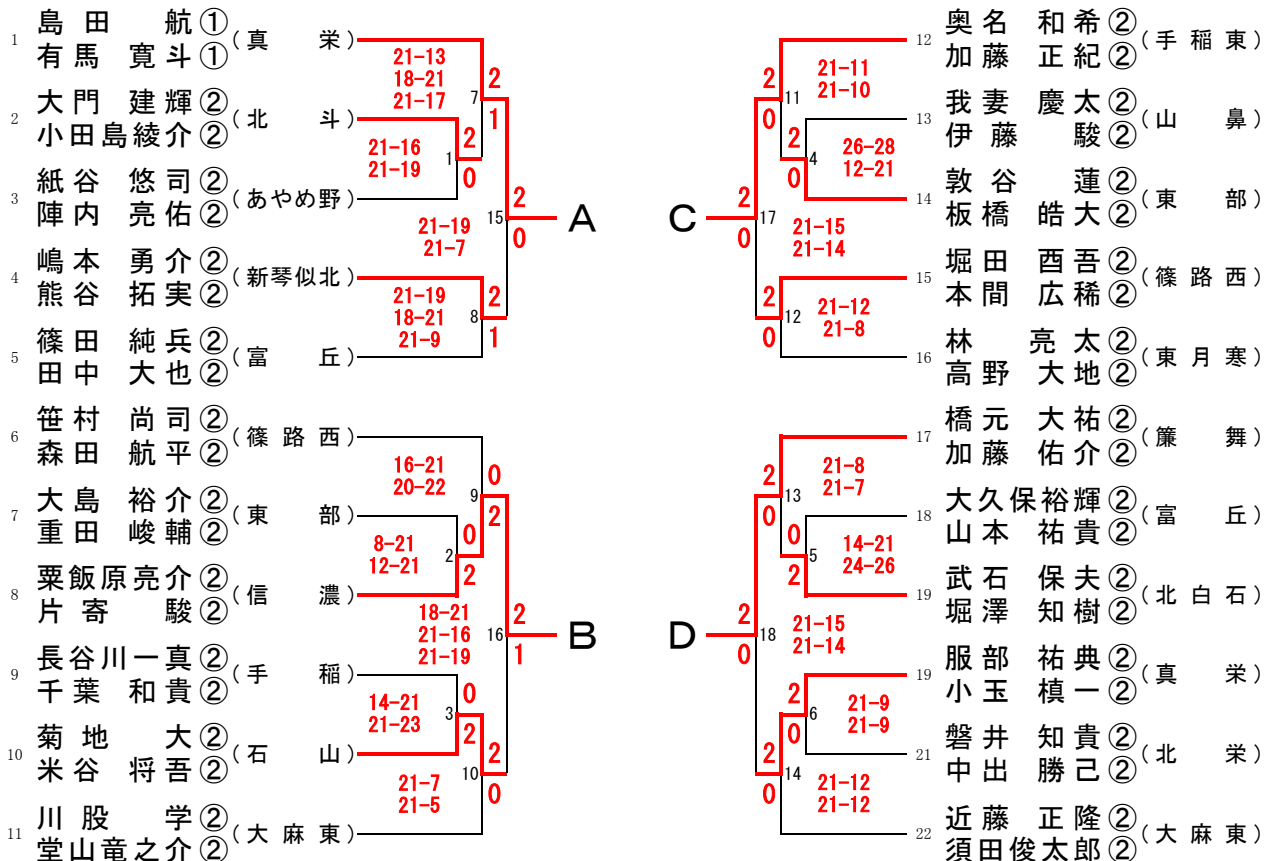 1 島田 航① (真栄)
有馬 寛斗①
2 大門 建輝② (北斗)
小田島綾介②
3 紙谷 悠司② (あやめ野)
陣内 亮佑②
4 嶋本 勇介② (新琴似北)
熊谷 拓実②
5 篠田 純兵② (富丘)
田中 大也②
6 笹村 尚司② (篠路西)
森田 航平②
7 大島 裕介② (東部)
重田 峻輔②
8 粟飯原亮介② (信濃)
片寄 駿②
9 長谷川一真② (手稲)
千葉 和貴②
10 菊地 大② (石山)
米谷 将吾②
11 川股 学② (大麻東)
堂山竜之介②
21-13
18-21
21-17
2
7
1
21-16
21-19
2
1
0
21-19
21-7
2
15
0
A
21-19
18-21
21-9
2
8
1
16-21
20-22
0
9
2
8-21
12-21
0
2
2
18-21
21-16
21-19
2
16
1
B
14-21
21-23
0
3
2
21-7
21-5
2
10
0
12 奥名 和希② (手稲東)
加藤 正紀②
13 我妻 慶太② (山鼻)
伊藤 駿②
14 敦谷 蓮② (東部)
板橋 皓大②
15 堀田 酉吾② (篠路西)
本間 広稀②
16 林 亮太② (東月寒)
高野 大地②
17 橋元 大祐② (簾舞)
加藤 佑介②
18 大久保裕輝② (富丘)
山本 祐貴②
19 武石 保夫② (北白石)
堀澤 知樹②
19 服部 祐典② (真栄)
小玉 槙一②
21 磐井 知貴② (北栄)
中出 勝己②
22 近藤 正隆② (大麻東)
須田俊太郎②
2
11
0
21-11
21-10
2
4
0
26-28
12-21
C
2
17
0
21-15
21-14
2
12
0
21-12
21-8
2
13
0
21-8
21-7
0
5
2
14-21
24-26
D
2
18
0
21-15
21-14
2
6
0
21-9
21-9
2
14
0
21-12
21-12